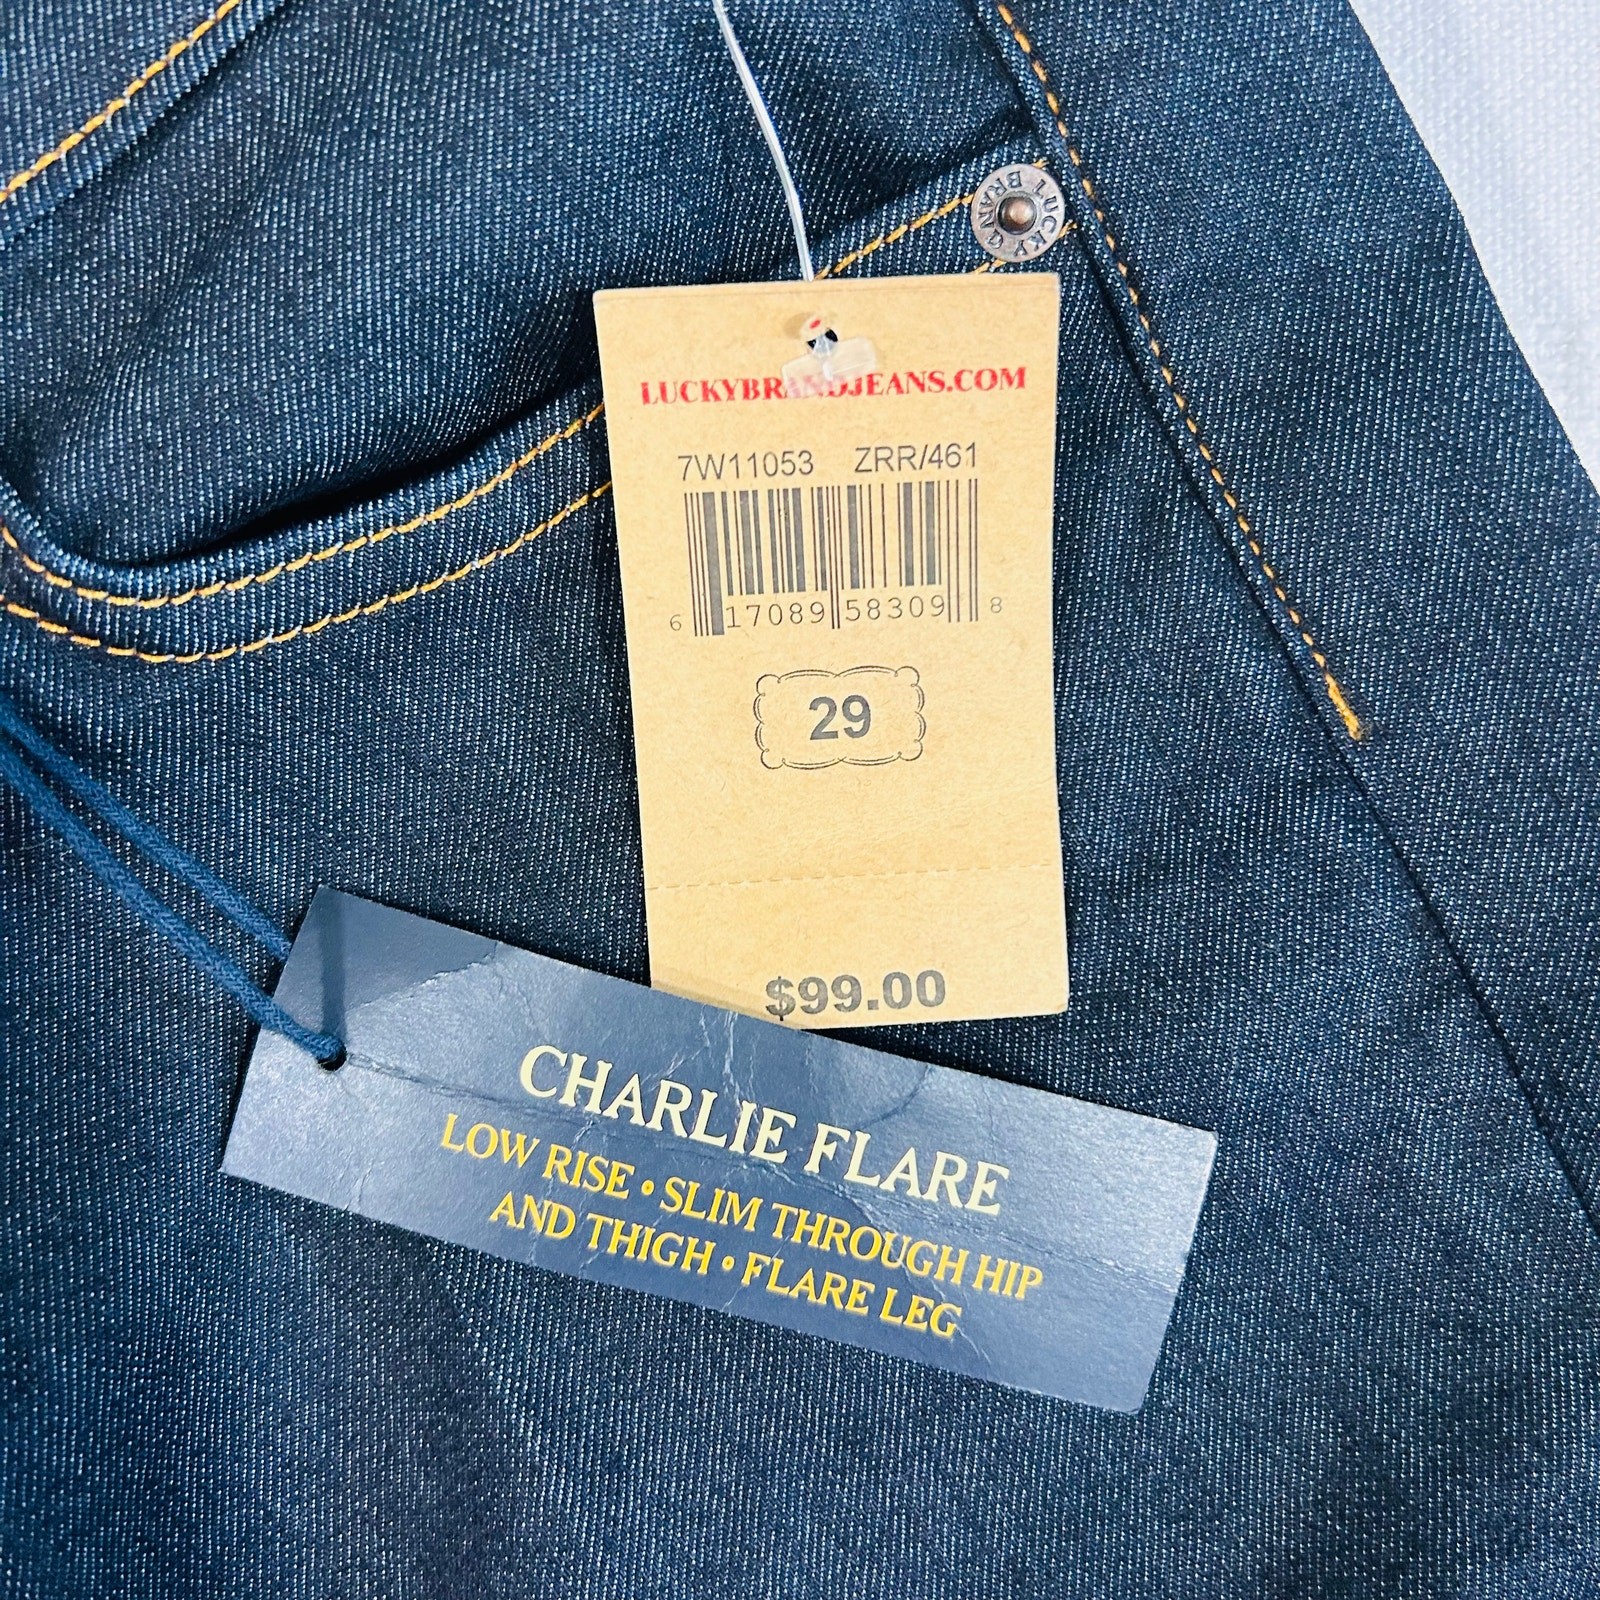 LUCKY BRAND
LUCKYBRANDJEANS.COM
7W11053 ZRR/461
6 17089 58309 8
29
$99.00
CHARLIE FLARE
LOW RISE • SLIM THROUGH HIP
AND THIGH • FLARE LEG